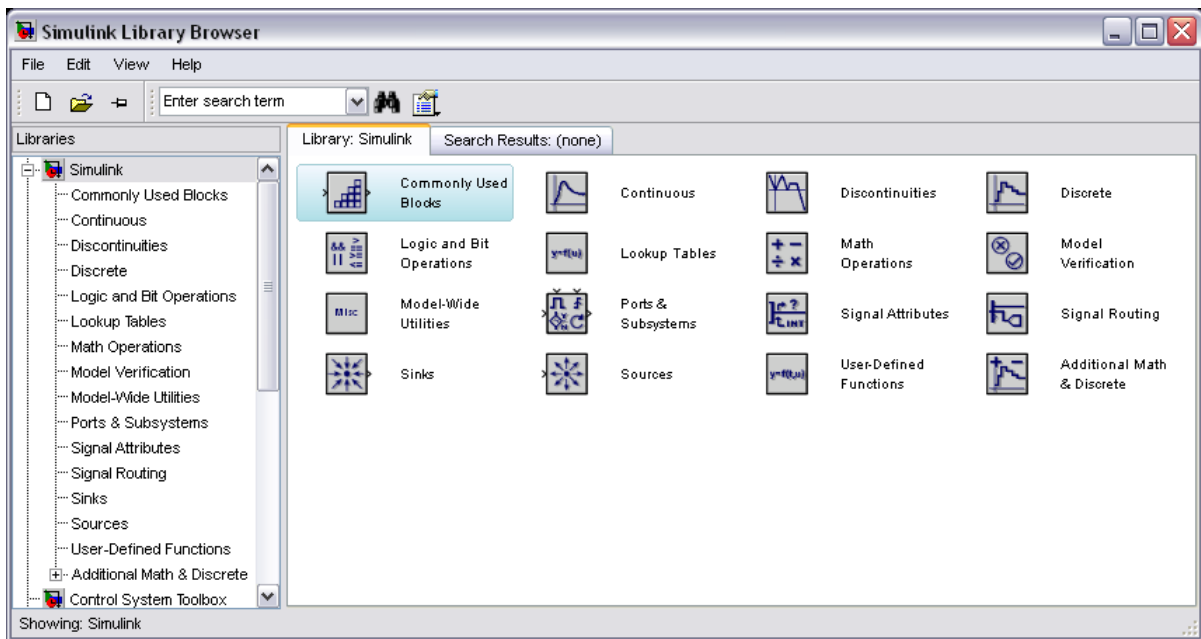 Simulink Library Browser
File Edit View Help
Enter search term
Libraries
Library: Simulink
Search Results: (none)
Simulink
Commonly Used Blocks
Continuous
Discontinuities
Discrete
Logic and Bit Operations
Lookup Tables
Math Operations
Model Verification
Model-Wide Utilities
Ports & Subsystems
Signal Attributes
Signal Routing
Sinks
Sources
User-Defined Functions
Additional Math & Discrete
Control System Toolbox
Commonly Used
Blocks
Continuous
Discontinuities
Discrete
&& > >=
|| == <=
Logic and Bit
Operations
y=f(u)
Lookup Tables
+ −
÷ ×
Math
Operations
Model
Verification
Misc
Model-Wide
Utilities
Ports &
Subsystems
?
INT
Signal Attributes
Signal Routing
Sinks
Sources
y=f(t,u)
User-Defined
Functions
+ −
Additional Math
& Discrete
Showing: Simulink